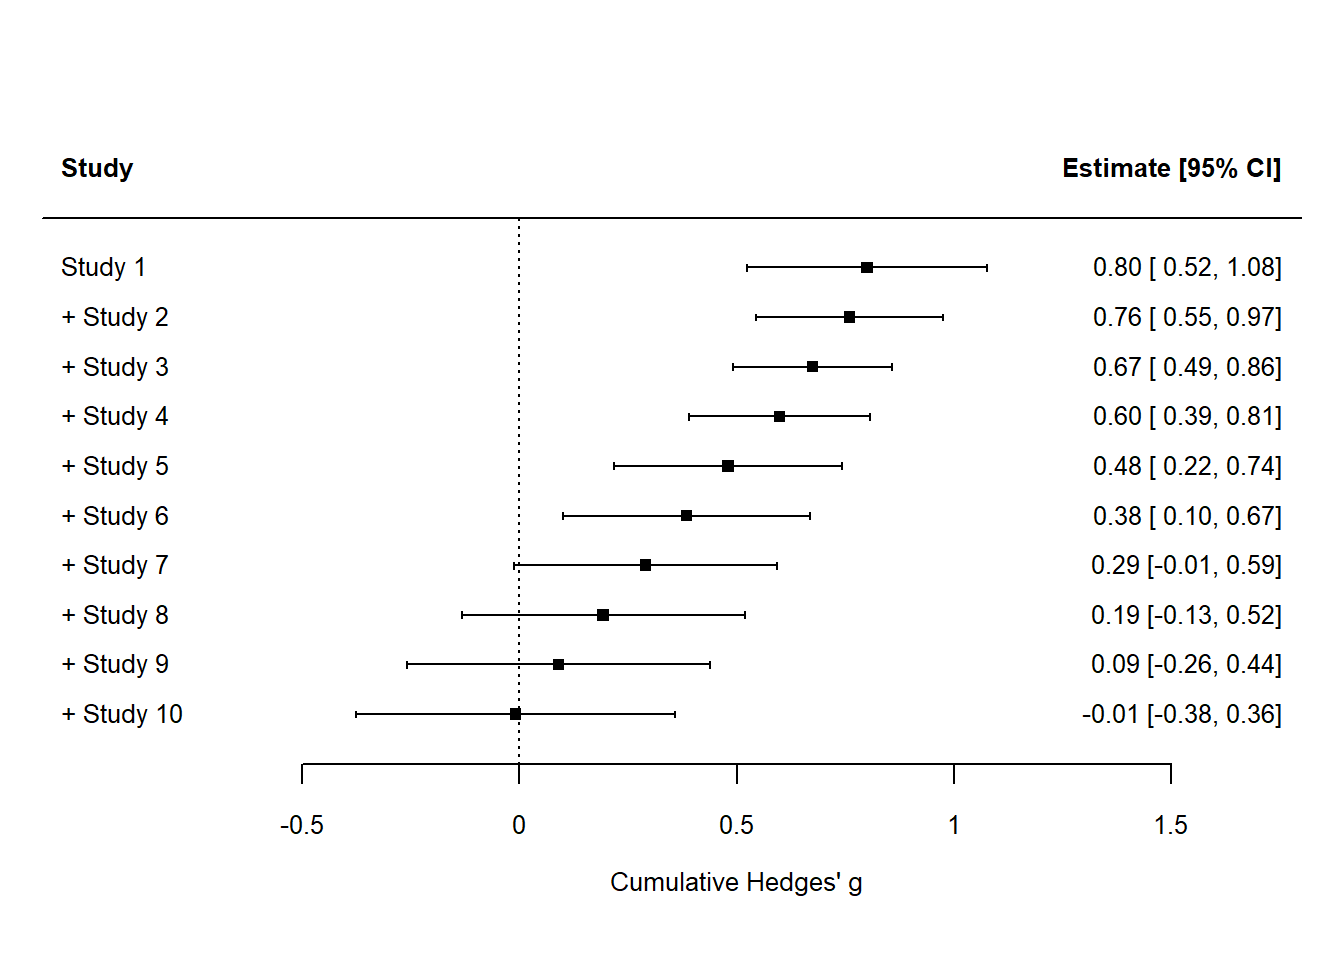 Study Estimate [95% CI]
Study 1 0.80 [ 0.52, 1.08]
+ Study 2 0.76 [ 0.55, 0.97]
+ Study 3 0.67 [ 0.49, 0.86]
+ Study 4 0.60 [ 0.39, 0.81]
+ Study 5 0.48 [ 0.22, 0.74]
+ Study 6 0.38 [ 0.10, 0.67]
+ Study 7 0.29 [-0.01, 0.59]
+ Study 8 0.19 [-0.13, 0.52]
+ Study 9 0.09 [-0.26, 0.44]
+ Study 10 -0.01 [-0.38, 0.36]
-0.5 0 0.5 1 1.5
Cumulative Hedges' g